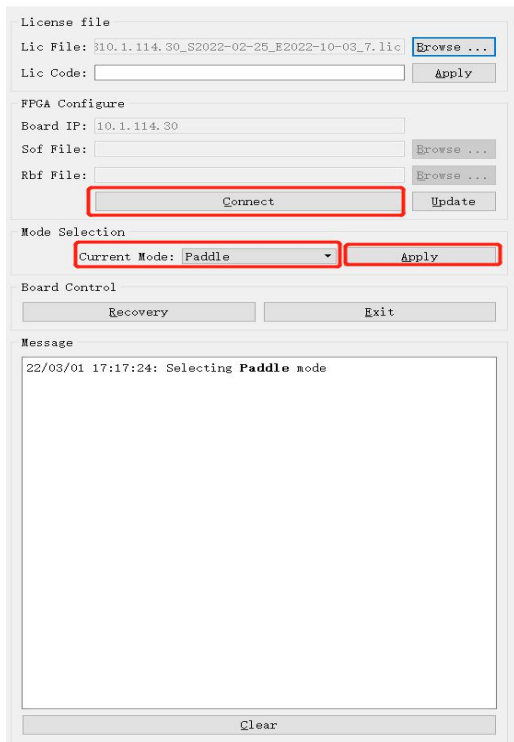 License file
Lic File: 310.1.114.30_S2022-02-25_E2022-10-03_7.lic Browse ...
Lic Code: Apply
FPGA Configure
Board IP: 10.1.114.30
Sof File: Browse ...
Rbf File: Browse ...
Connect Update
Mode Selection
Current Mode: Paddle Apply
Board Control
Recovery Exit
Message
22/03/01 17:17:24: Selecting Paddle mode
Clear